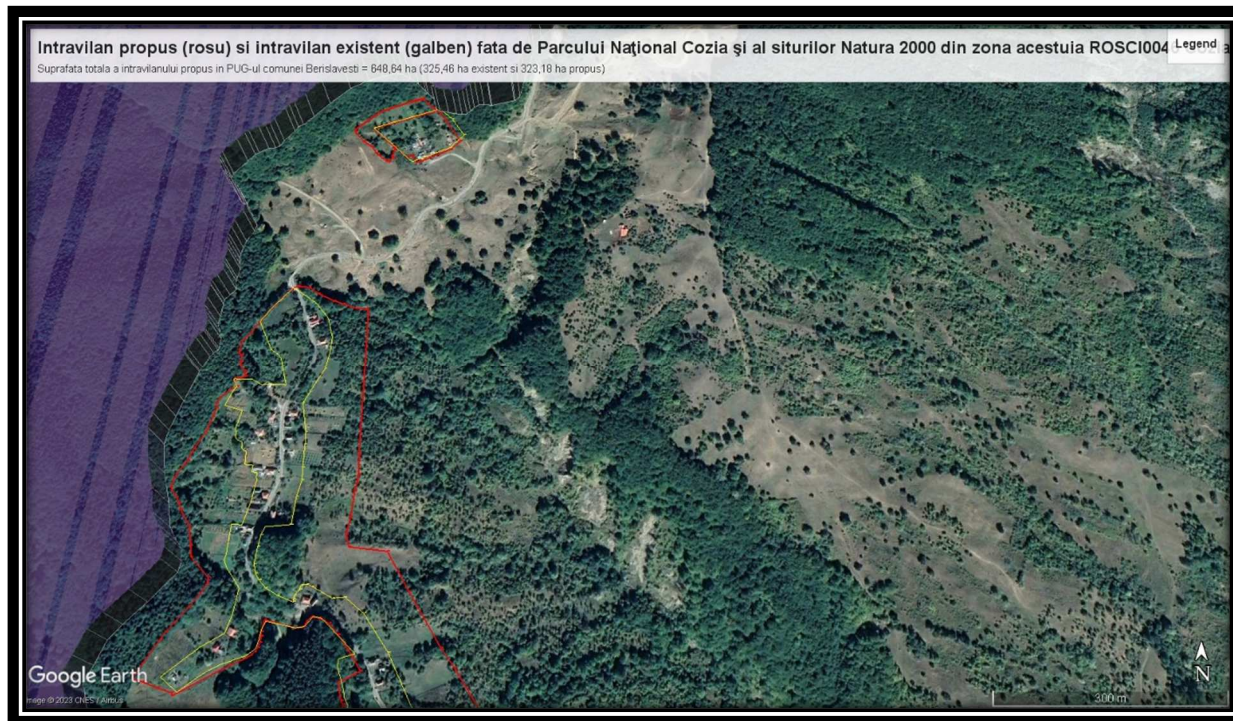 Intravilan propus (rosu) si intravilan existent (galben) fata de Parcului Naţional Cozia şi al siturilor Natura 2000 din zona acestuia
Legend
Suprafata totala a intravilanului propus in PUG-ul comunei Berislavesti = 648,64 ha (325,46 ha existent si 323,18 ha propus)
Google Earth
Image © 2023 CNES / Airbus
N
300 m